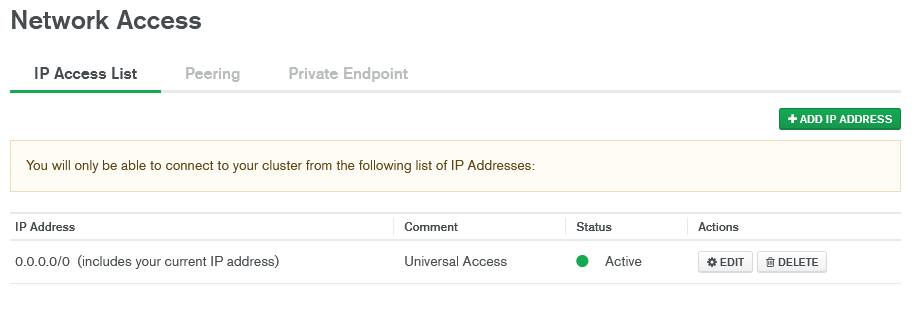 Network Access
IP Access List Peering Private Endpoint
+ ADD IP ADDRESS
You will only be able to connect to your cluster from the following list of IP Addresses:
IP Address Comment Status Actions
0.0.0.0/0 (includes your current IP address) Universal Access Active EDIT DELETE